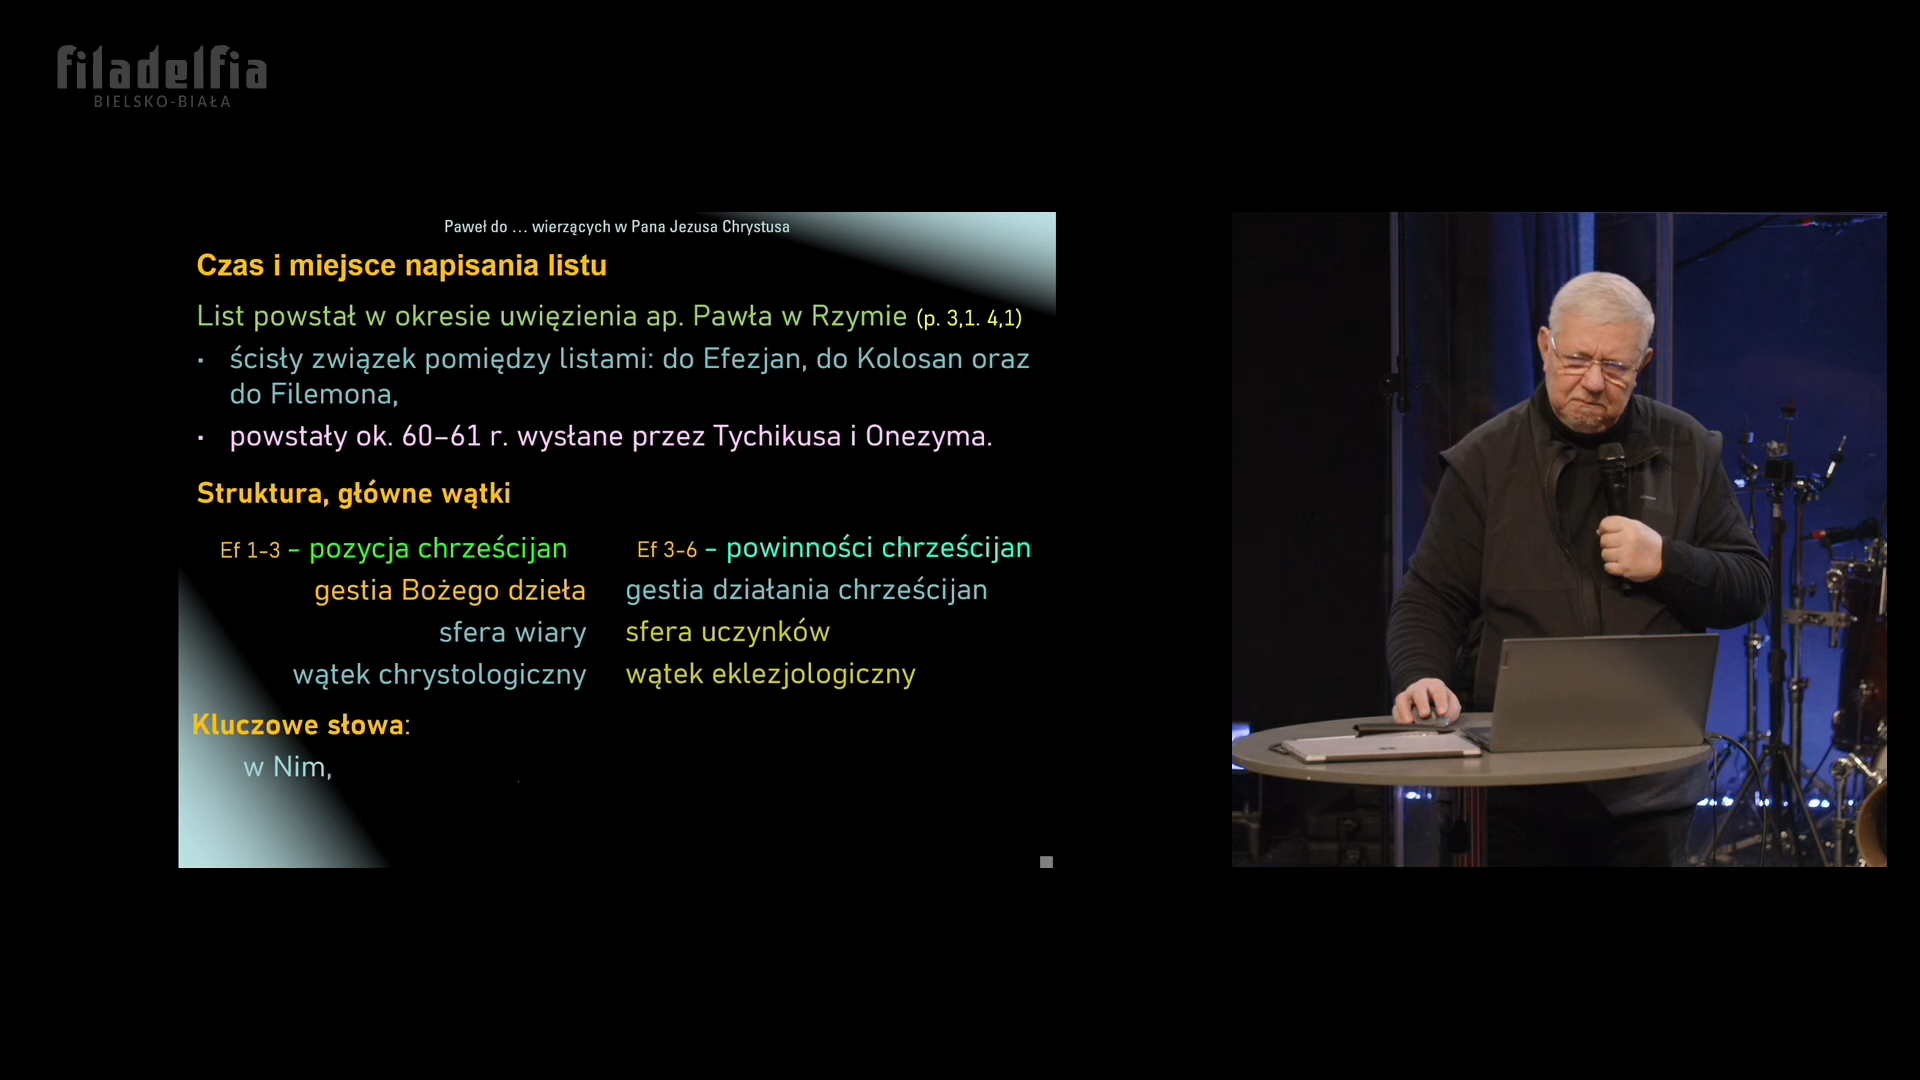 filadelfia
BIELSKO-BIAŁA
Paweł do ... wierzących w Pana Jezusa Chrystusa
Czas i miejsce napisania listu
List powstał w okresie uwięzienia ap. Pawła w Rzymie (p. 3,1. 4,1)
· ścisły związek pomiędzy listami: do Efezjan, do Kolosan oraz
do Filemona,
· powstały ok. 60–61 r. wysłane przez Tychikusa i Onezyma.
Struktura, główne wątki
Ef 1-3 – pozycja chrześcijan
gestia Bożego dzieła
sfera wiary
wątek chrystologiczny
Ef 3-6 – powinności chrześcijan
gestia działania chrześcijan
sfera uczynków
wątek eklezjologiczny
Kluczowe słowa:
w Nim,